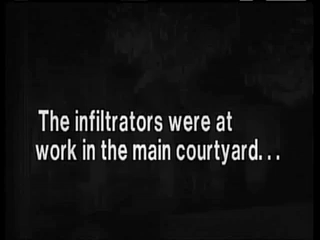 The infiltrators were at
work in the main courtyard...